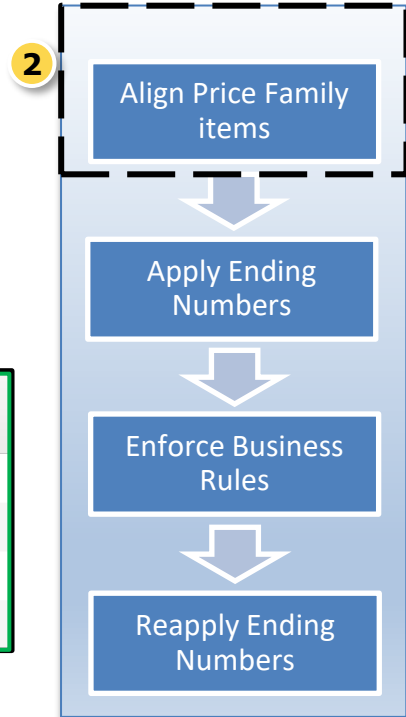 2
Align Price Family
items
Apply Ending
Numbers
Enforce Business
Rules
Reapply Ending
Numbers